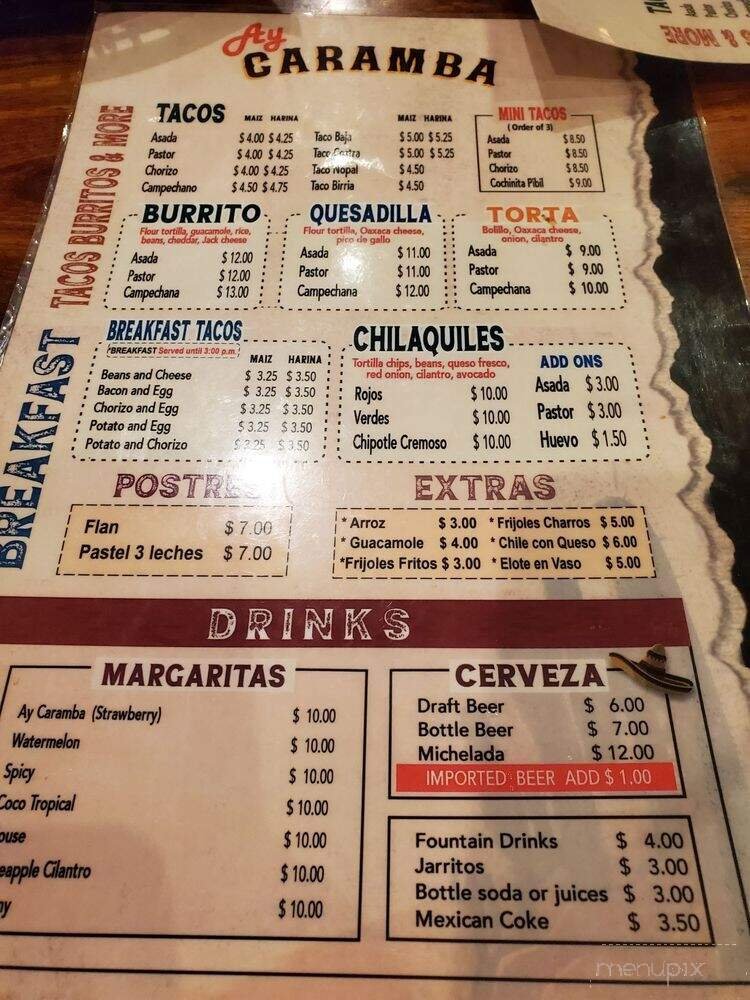 Ay
CARAMBA
TACOS BURRITOS & MORE
TACOS MAIZ HARINA
Asada $ 4.00 $ 4.25
Pastor $ 4.00 $ 4.25
Chorizo $ 4.00 $ 4.25
Campechano $ 4.50 $ 4.75
MAIZ HARINA
Taco Baja $ 5.00 $ 5.25
Taco Costra $ 5.00 $ 5.25
Taco Nopal $ 4.50
Taco Birria $ 4.50
MINI TACOS
(Order of 3)
Asada $ 8.50
Pastor $ 8.50
Chorizo $ 8.50
Cochinita Pibil $ 9.00
BURRITO
Flour tortilla, guacamole, rice,
beans, cheddar, Jack cheese
Asada $ 12.00
Pastor $ 12.00
Campechana $ 13.00
QUESADILLA
Flour tortilla, Oaxaca cheese,
pico de gallo
Asada $ 11.00
Pastor $ 11.00
Campechana $ 12.00
TORTA
Bolillo, Oaxaca cheese,
onion, cilantro
Asada $ 9.00
Pastor $ 9.00
Campechana $ 10.00
BREAKFAST
BREAKFAST TACOS
*BREAKFAST Served until 3:00 p.m.
MAIZ HARINA
Beans and Cheese $ 3.25 $ 3.50
Bacon and Egg $ 3.25 $ 3.50
Chorizo and Egg $ 3.25 $ 3.50
Potato and Egg $ 3.25 $ 3.50
Potato and Chorizo $ 3.25 $ 3.50
CHILAQUILES
Tortilla chips, beans, queso fresco,
red onion, cilantro, avocado
Rojos $ 10.00
Verdes $ 10.00
Chipotle Cremoso $ 10.00
ADD ONS
Asada $ 3.00
Pastor $ 3.00
Huevo $ 1.50
POSTRES
Flan $ 7.00
Pastel 3 leches $ 7.00
EXTRAS
* Arroz $ 3.00 * Frijoles Charros $ 5.00
* Guacamole $ 4.00 * Chile con Queso $ 6.00
*Frijoles Fritos $ 3.00 * Elote en Vaso $ 5.00
DRINKS
MARGARITAS
Ay Caramba (Strawberry) $ 10.00
Watermelon $ 10.00
Spicy $ 10.00
Coco Tropical $ 10.00
ouse $ 10.00
eapple Cilantro $ 10.00
ny $ 10.00
CERVEZA
Draft Beer $ 6.00
Bottle Beer $ 7.00
Michelada $ 12.00
IMPORTED BEER ADD $ 1.00
Fountain Drinks $ 4.00
Jarritos $ 3.00
Bottle soda or juices $ 3.00
Mexican Coke $ 3.50
menupix